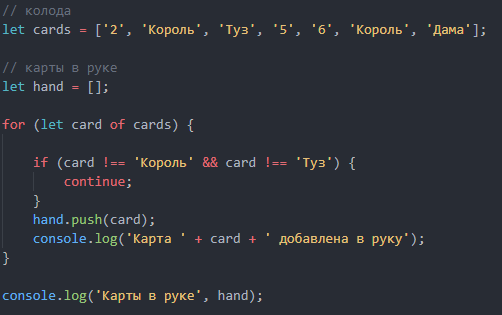 // колода
let cards = ['2', 'Король', 'Туз', '5', '6', 'Король', 'Дама'];
// карты в руке
let hand = [];
for (let card of cards) {
if (card !== 'Король' && card !== 'Туз') {
continue;
}
hand.push(card);
console.log('Карта ' + card + ' добавлена в руку');
}
console.log('Карты в руке', hand);